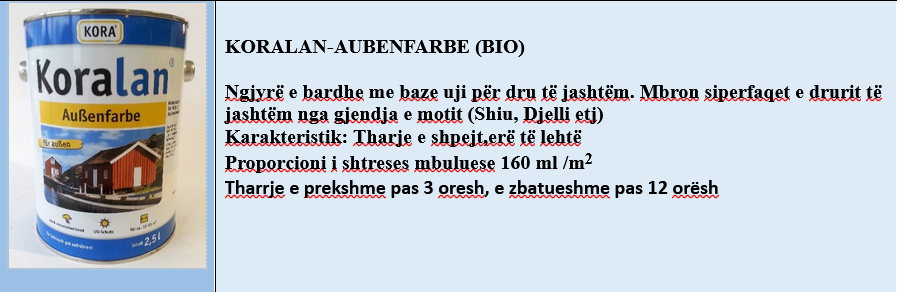 KORA
Koralan®
Außenfarbe
für außen
UV-Schutz
Inhalt 2,5 l
KORALAN-AUBENFARBE (BIO)
Ngjyrë e bardhe me baze uji për dru të jashtëm. Mbron siperfaqet e drurit të
jashtëm nga gjendja e motit (Shiu, Djelli etj)
Karakteristik: Tharje e shpejt,erë të lehtë
Proporcioni i shtreses mbuluese 160 ml /m²
Tharrje e prekshme pas 3 oresh, e zbatueshme pas 12 orësh